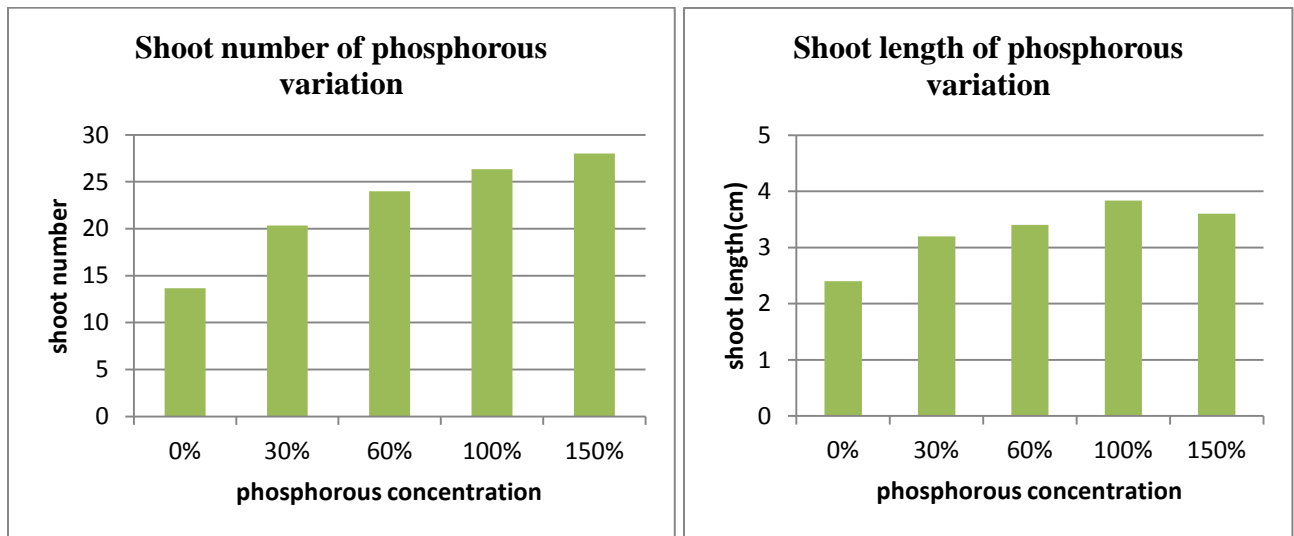 Shoot number of phosphorous
variation
30
25
20
15
10
5
0
shoot number
0% 30% 60% 100% 150%
phosphorous concentration
Shoot length of phosphorous
variation
5
4
3
2
1
0
shoot length(cm)
0% 30% 60% 100% 150%
phosphorous concentration